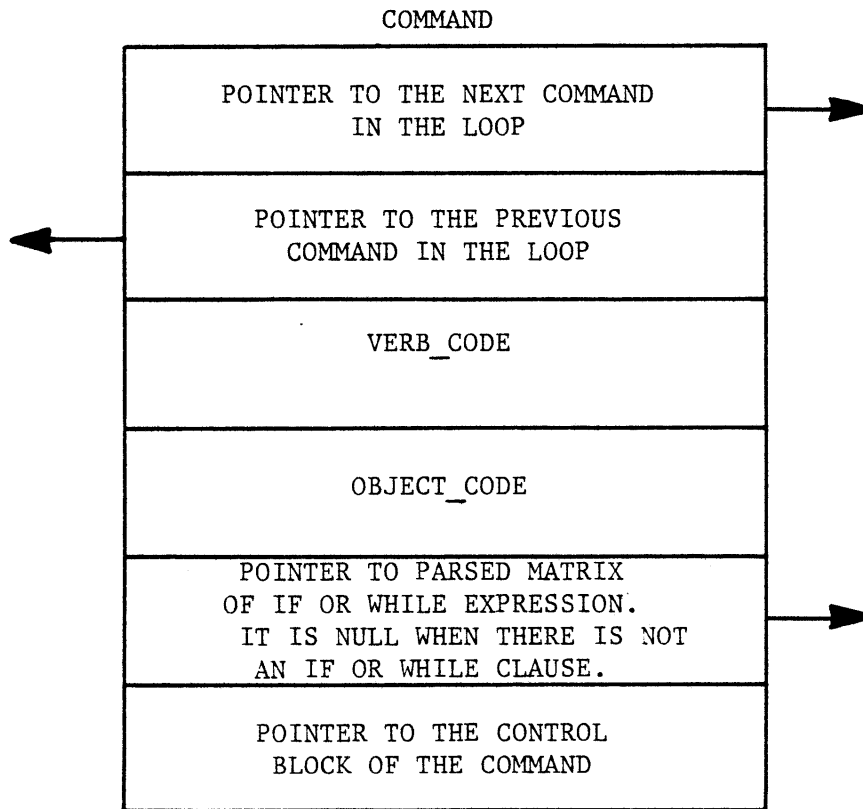 COMMAND
POINTER TO THE NEXT COMMAND
IN THE LOOP
POINTER TO THE PREVIOUS
COMMAND IN THE LOOP
VERB_CODE
OBJECT_CODE
POINTER TO PARSED MATRIX
OF IF OR WHILE EXPRESSION.
IT IS NULL WHEN THERE IS NOT
AN IF OR WHILE CLAUSE.
POINTER TO THE CONTROL
BLOCK OF THE COMMAND